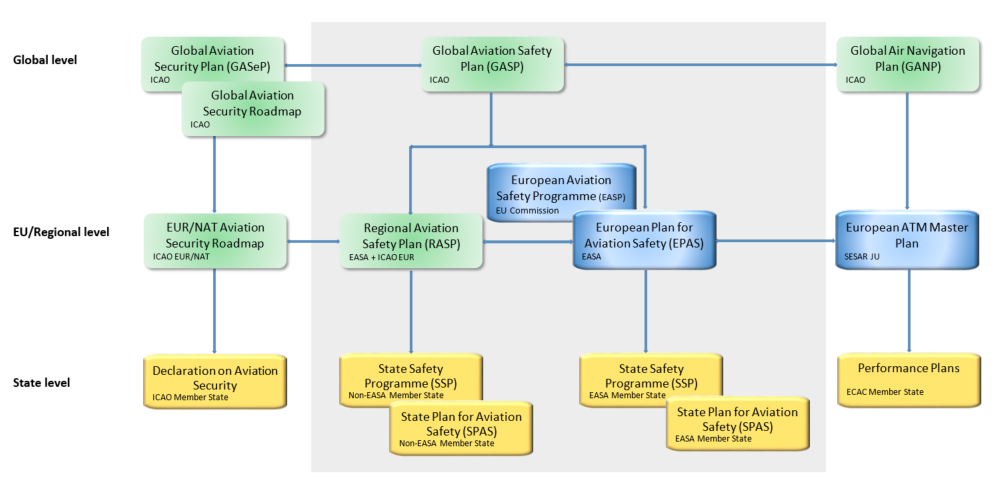 Global level
Global Aviation
Security Plan (GASeP)
ICAO
Global Aviation
Security Roadmap
ICAO
Global Aviation Safety
Plan (GASP)
ICAO
Global Air Navigation
Plan (GANP)
ICAO
EU/Regional level
EUR/NAT Aviation
Security Roadmap
ICAO EUR/NAT
Regional Aviation
Safety Plan (RASP)
EASA + ICAO EUR
European Aviation
Safety Programme (EASP)
EU Commission
European Plan for
Aviation Safety (EPAS)
EASA
European ATM Master
Plan
SESAR JU
State level
Declaration on Aviation
Security
ICAO Member State
State Safety
Programme (SSP)
Non-EASA Member State
State Plan for Aviation
Safety (SPAS)
Non-EASA Member State
State Safety
Programme (SSP)
EASA Member State
State Plan for Aviation
Safety (SPAS)
EASA Member State
Performance Plans
ECAC Member State